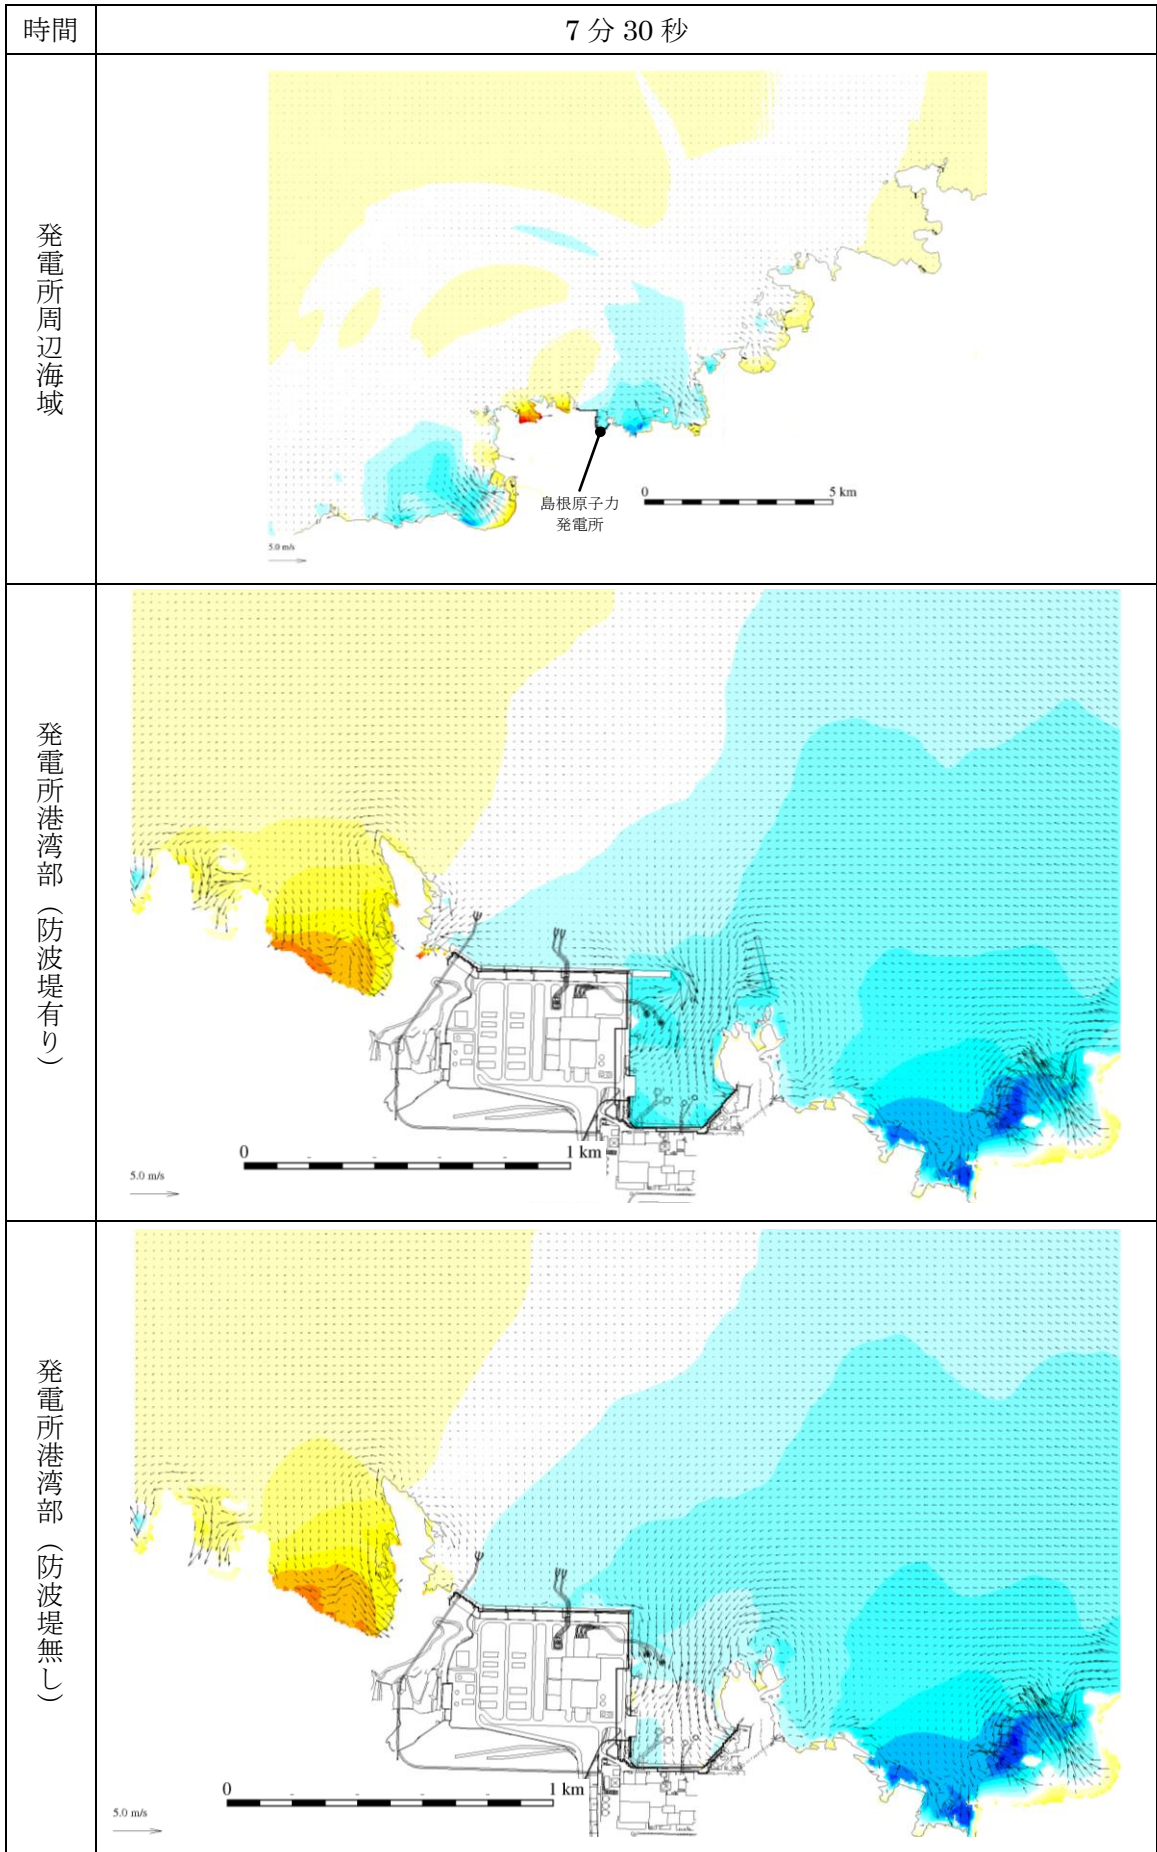 時間
7 分 30 秒
発電所周辺海域
島根原子力
発電所
0
5 km
5.0 m/s
発電所港湾部（防波堤有り）
0
1 km
5.0 m/s
発電所港湾部（防波堤無し）
0
1 km
5.0 m/s